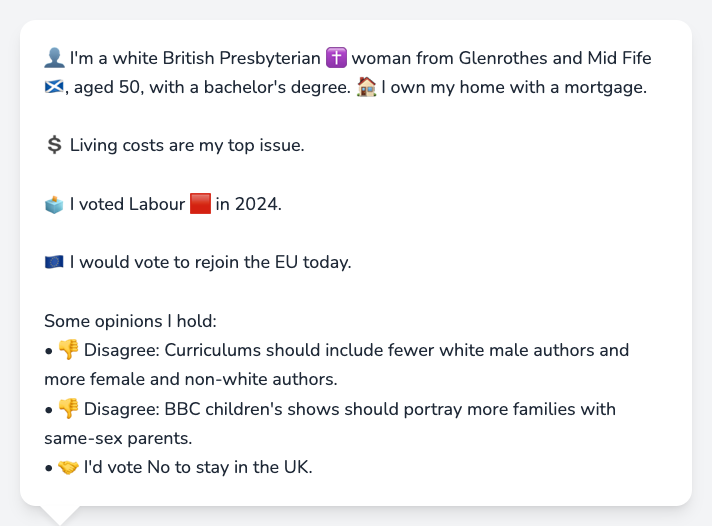 👤 I'm a white British Presbyterian ✝️ woman from Glenrothes and Mid Fife
🏴󠁧󠁢󠁳󠁣󠁴󠁿, aged 50, with a bachelor's degree. 🏠 I own my home with a mortgage.
💲 Living costs are my top issue.
🗳️ I voted Labour 🟥 in 2024.
🇪🇺 I would vote to rejoin the EU today.
Some opinions I hold:
• 👎 Disagree: Curriculums should include fewer white male authors and
more female and non-white authors.
• 👎 Disagree: BBC children's shows should portray more families with
same-sex parents.
• 🤝 I'd vote No to stay in the UK.